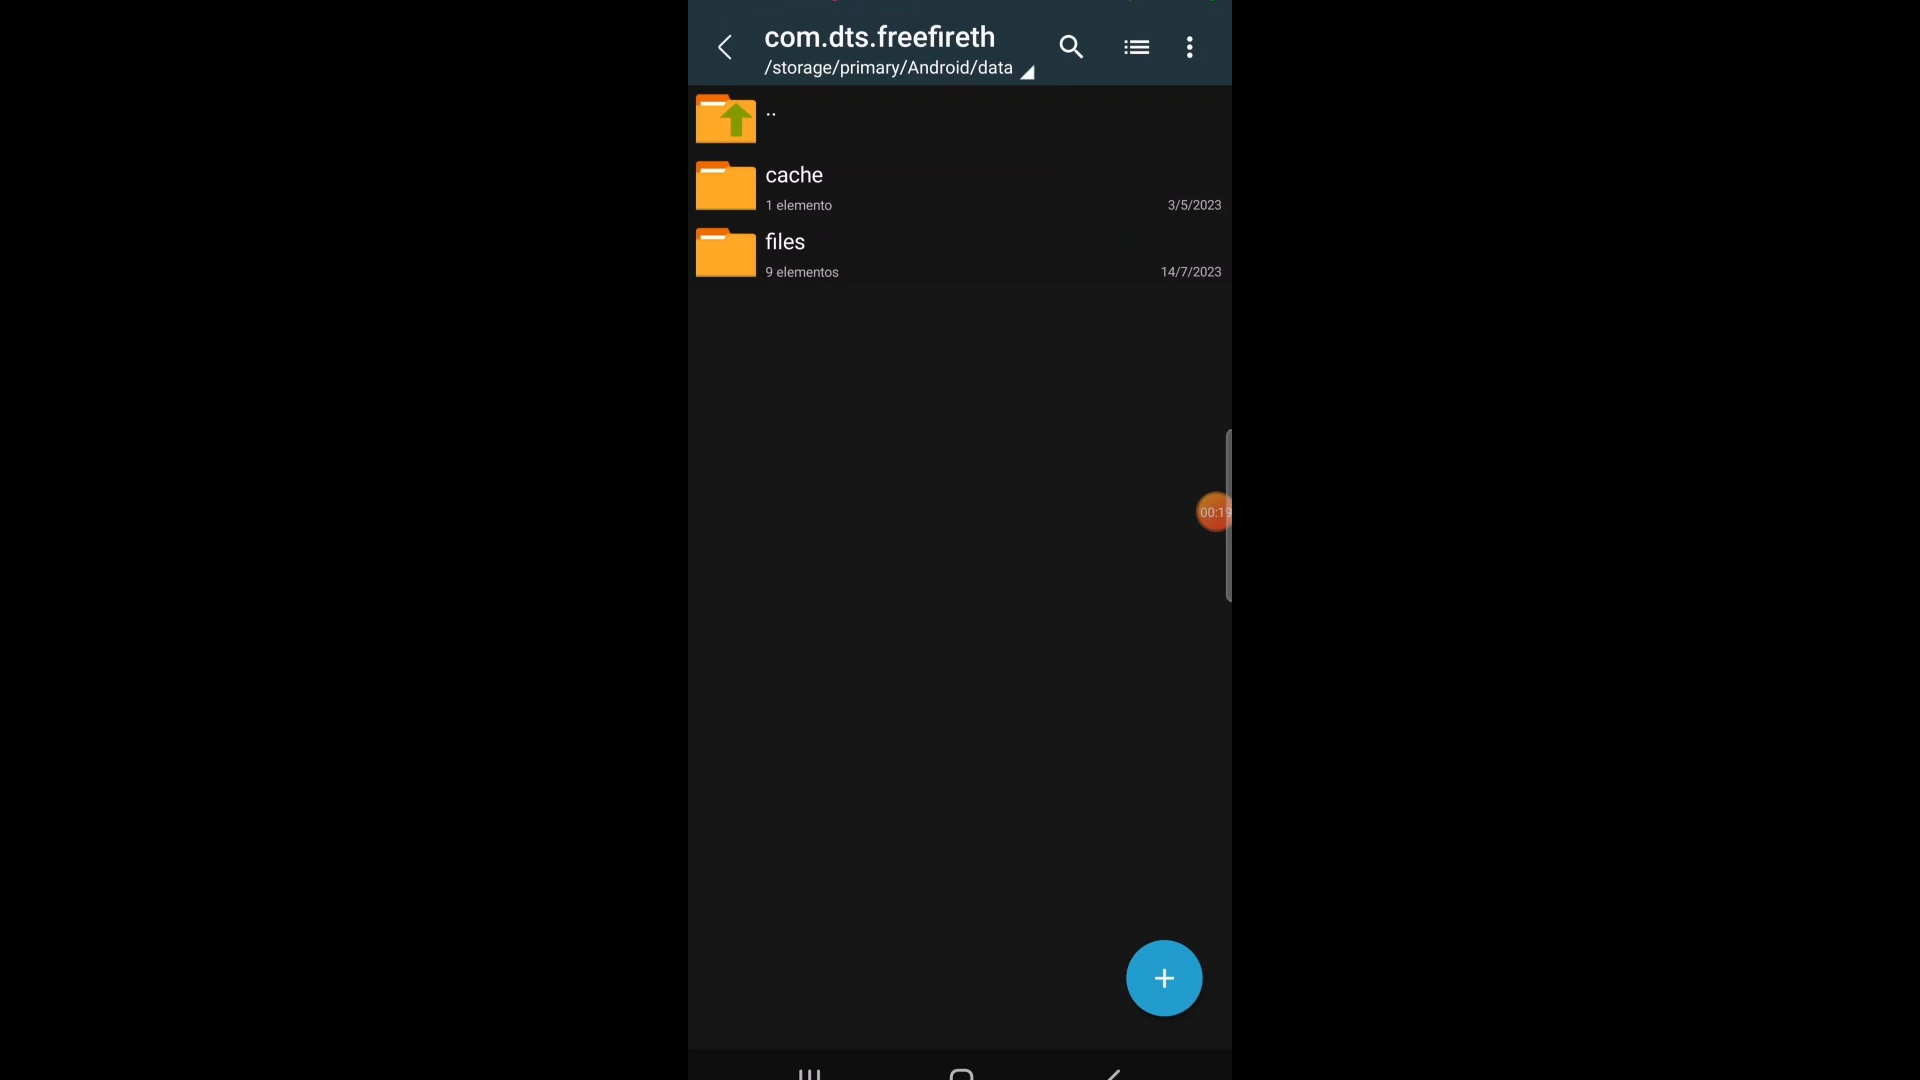 com.dts.freefireth
/storage/primary/Android/data
..
cache
1 elemento
3/5/2023
files
9 elementos
14/7/2023
00:19